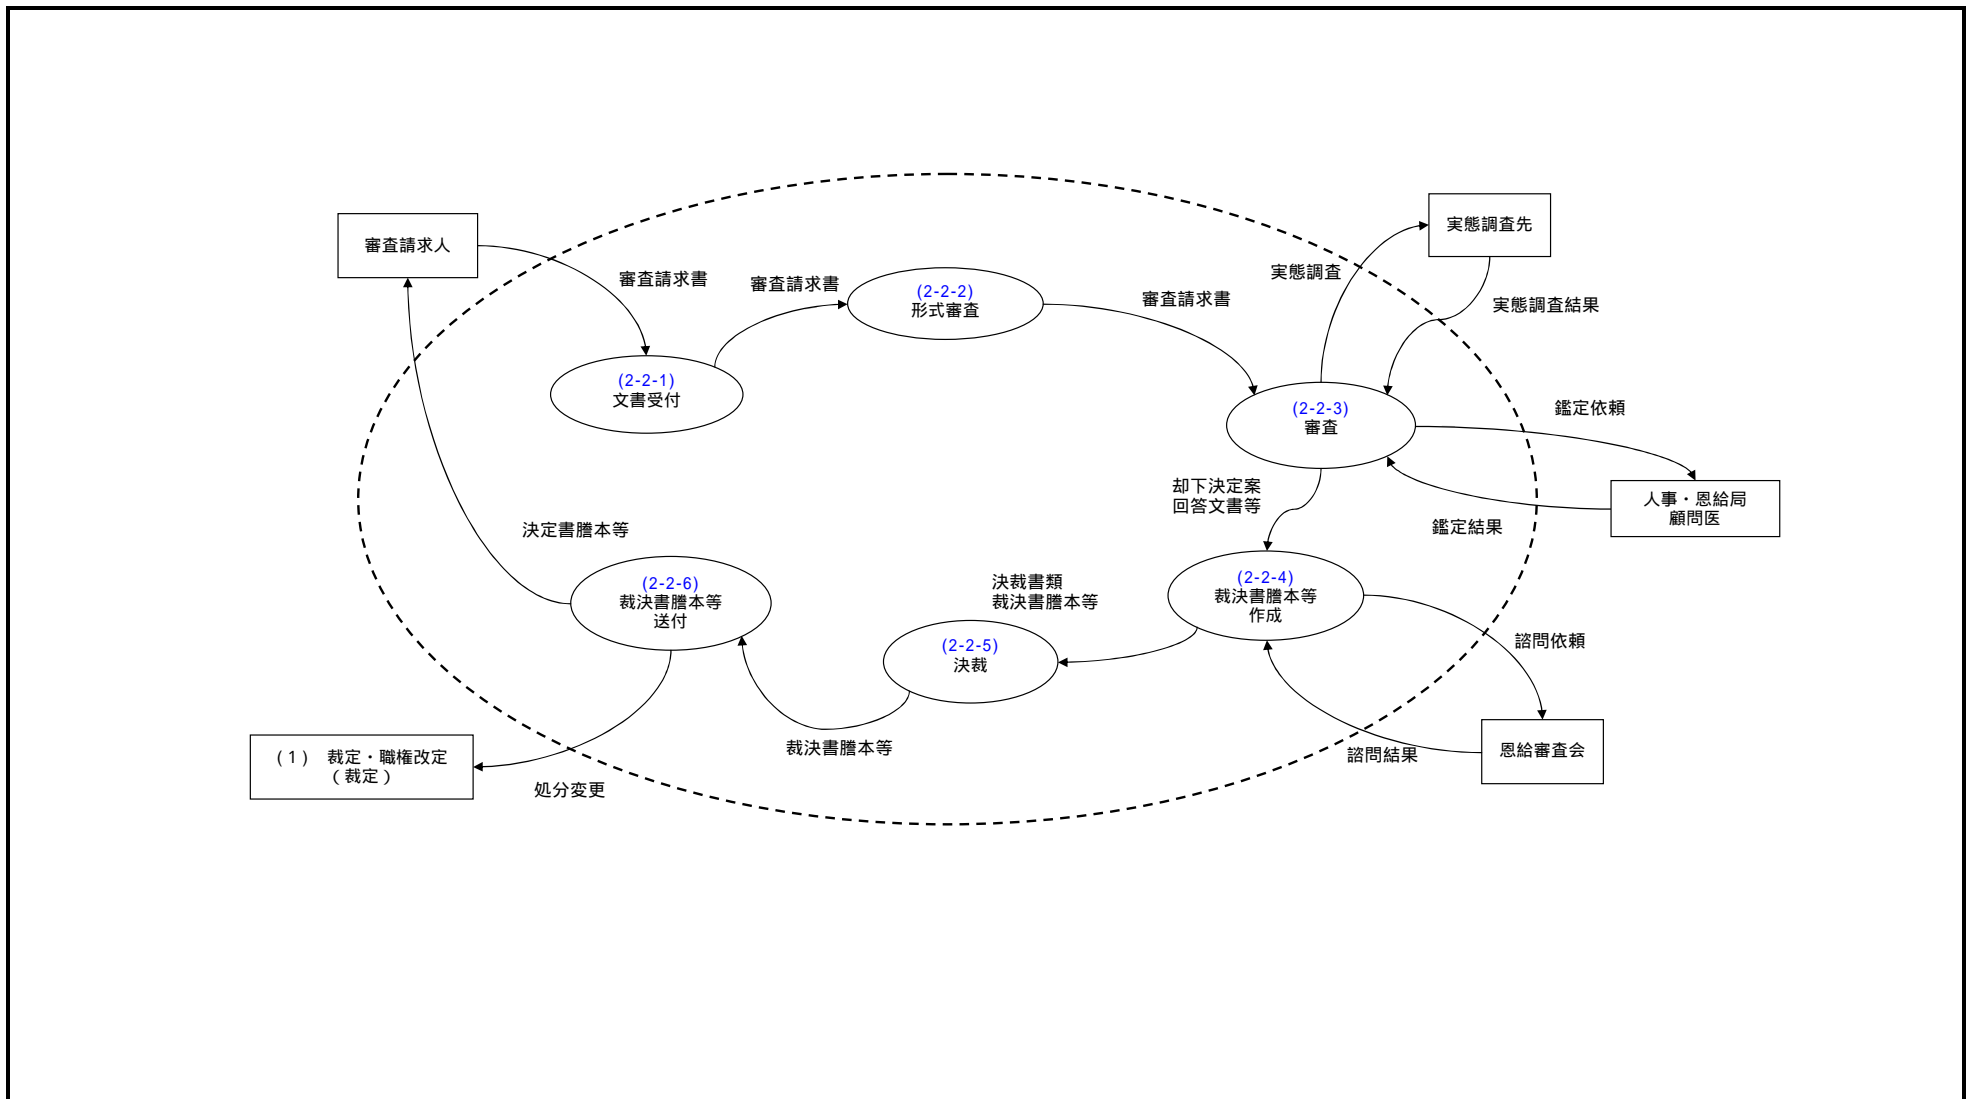 審査請求人
実態調査先
審査請求書
審査請求書
(2-2-2)
形式審査
審査請求書
実態調査
実態調査結果
(2-2-1)
文書受付
(2-2-3)
審査
鑑定依頼
却下決定案
回答文書等
人事・恩給局
顧問医
鑑定結果
決定書謄本等
(2-2-6)
裁決書謄本等
送付
決裁書類
裁決書謄本等
(2-2-4)
裁決書謄本等
作成
(2-2-5)
決裁
諮問依頼
裁決書謄本等
諮問結果
恩給審査会
(1) 裁定・職権改定
(裁定)
処分変更